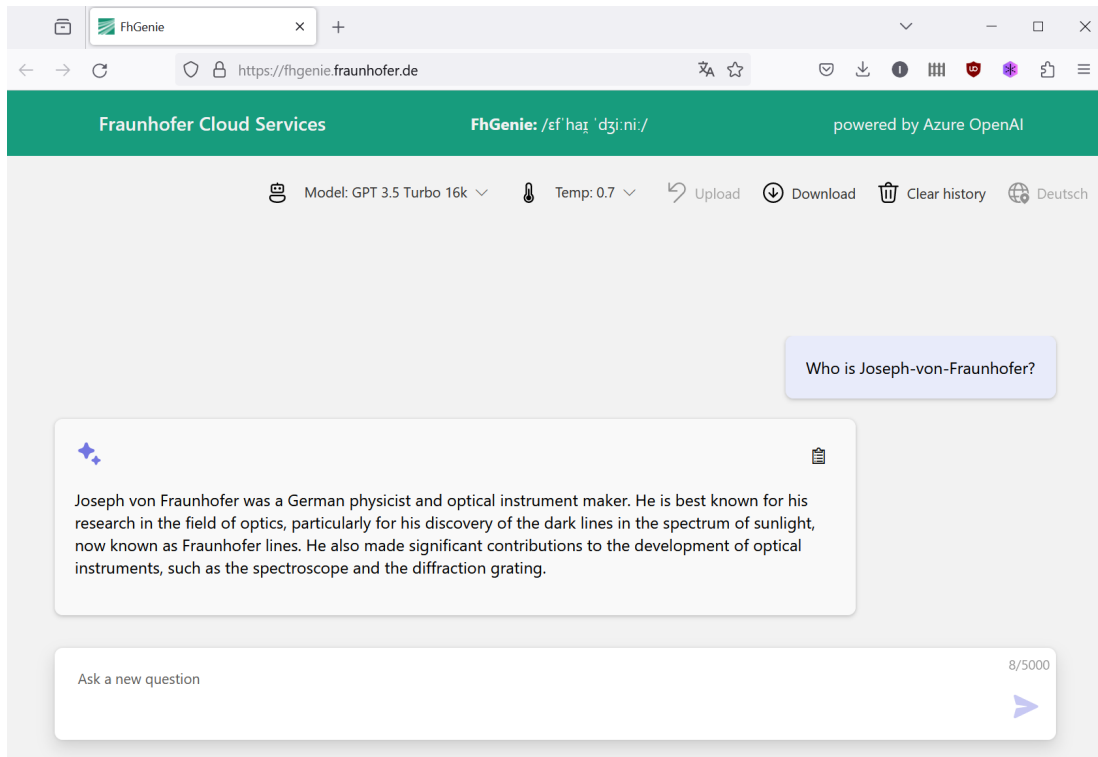 FhGenie
https://fhgenie.fraunhofer.de
Fraunhofer Cloud Services
FhGenie: /ɛfˈhaɪ ˈdʒiːniː/
powered by Azure OpenAI
Model: GPT 3.5 Turbo 16k
Temp: 0.7
Upload
Download
Clear history
Deutsch
Who is Joseph-von-Fraunhofer?
Joseph von Fraunhofer was a German physicist and optical instrument maker. He is best known for his
research in the field of optics, particularly for his discovery of the dark lines in the spectrum of sunlight,
now known as Fraunhofer lines. He also made significant contributions to the development of optical
instruments, such as the spectroscope and the diffraction grating.
8/5000
Ask a new question